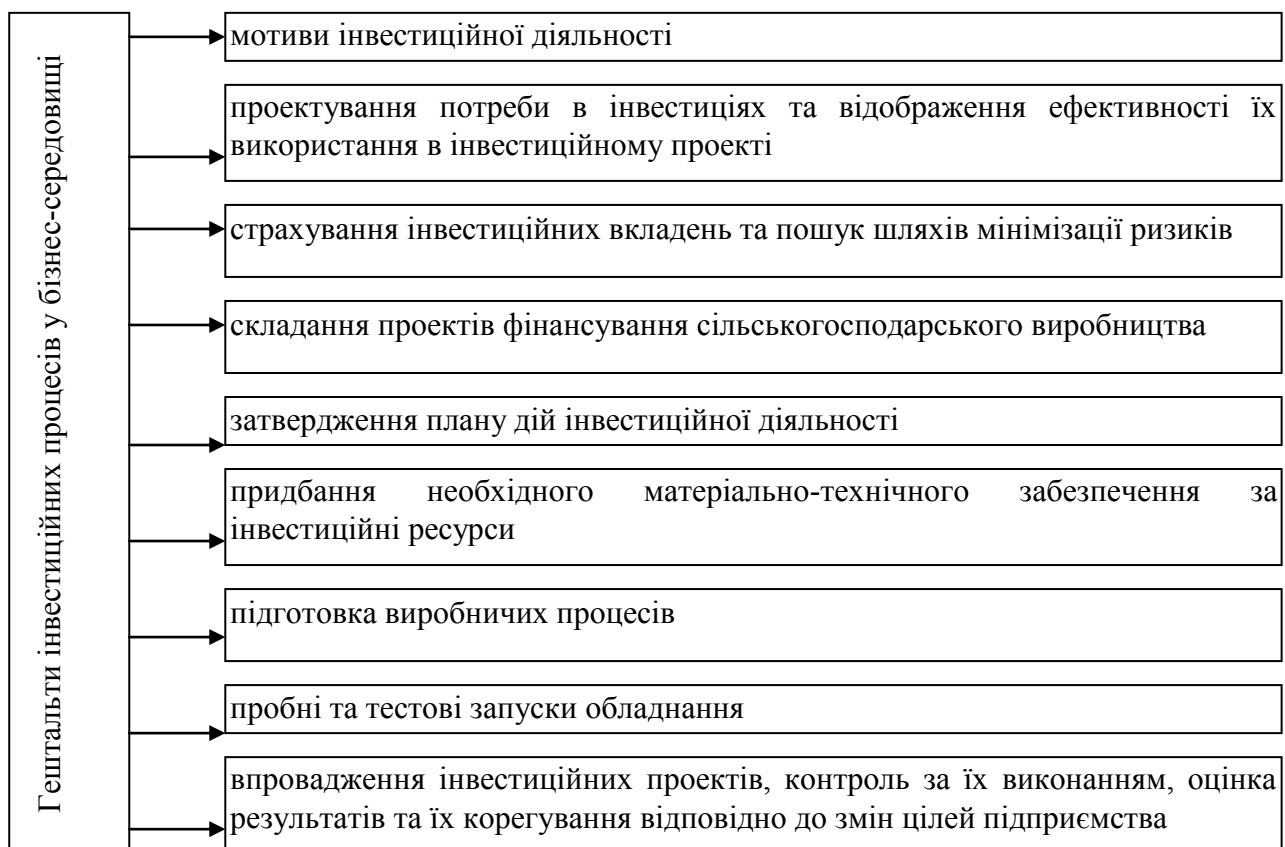 Гештальти інвестиційних процесів у бізнес-середовищі
мотиви інвестиційної діяльності
проектування потреби в інвестиціях та відображення ефективності їх
використання в інвестиційному проекті
страхування інвестиційних вкладень та пошук шляхів мінімізації ризиків
складання проектів фінансування сільськогосподарського виробництва
затвердження плану дій інвестиційної діяльності
придбання необхідного матеріально-технічного забезпечення за
інвестиційні ресурси
підготовка виробничих процесів
пробні та тестові запуски обладнання
впровадження інвестиційних проектів, контроль за їх виконанням, оцінка
результатів та їх корегування відповідно до змін цілей підприємства